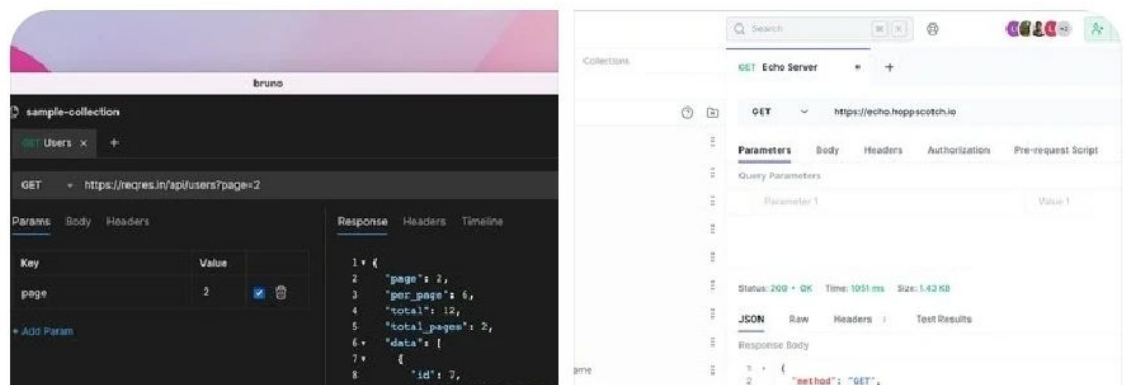 bruno
sample-collection
GET Users × +
GET https://reqres.in/api/users?page=2
Params Body Headers
Key Value
page 2
+ Add Param
Response Headers Timeline
1 {
2 "page": 2,
3 "per_page": 6,
4 "total": 12,
5 "total_pages": 2,
6 "data": [
7 {
8 "id": 7,
Search
Collections
GET Echo Server +
GET https://echo.hoppscotch.io
Parameters Body Headers Authorization Pre-request Script
Query Parameters
Parameter 1 Value 1
Status: 200 • OK Time: 1051 ms Size: 1.43 KB
JSON Raw Headers Test Results
Response Body
1 {
2 "method": "GET",